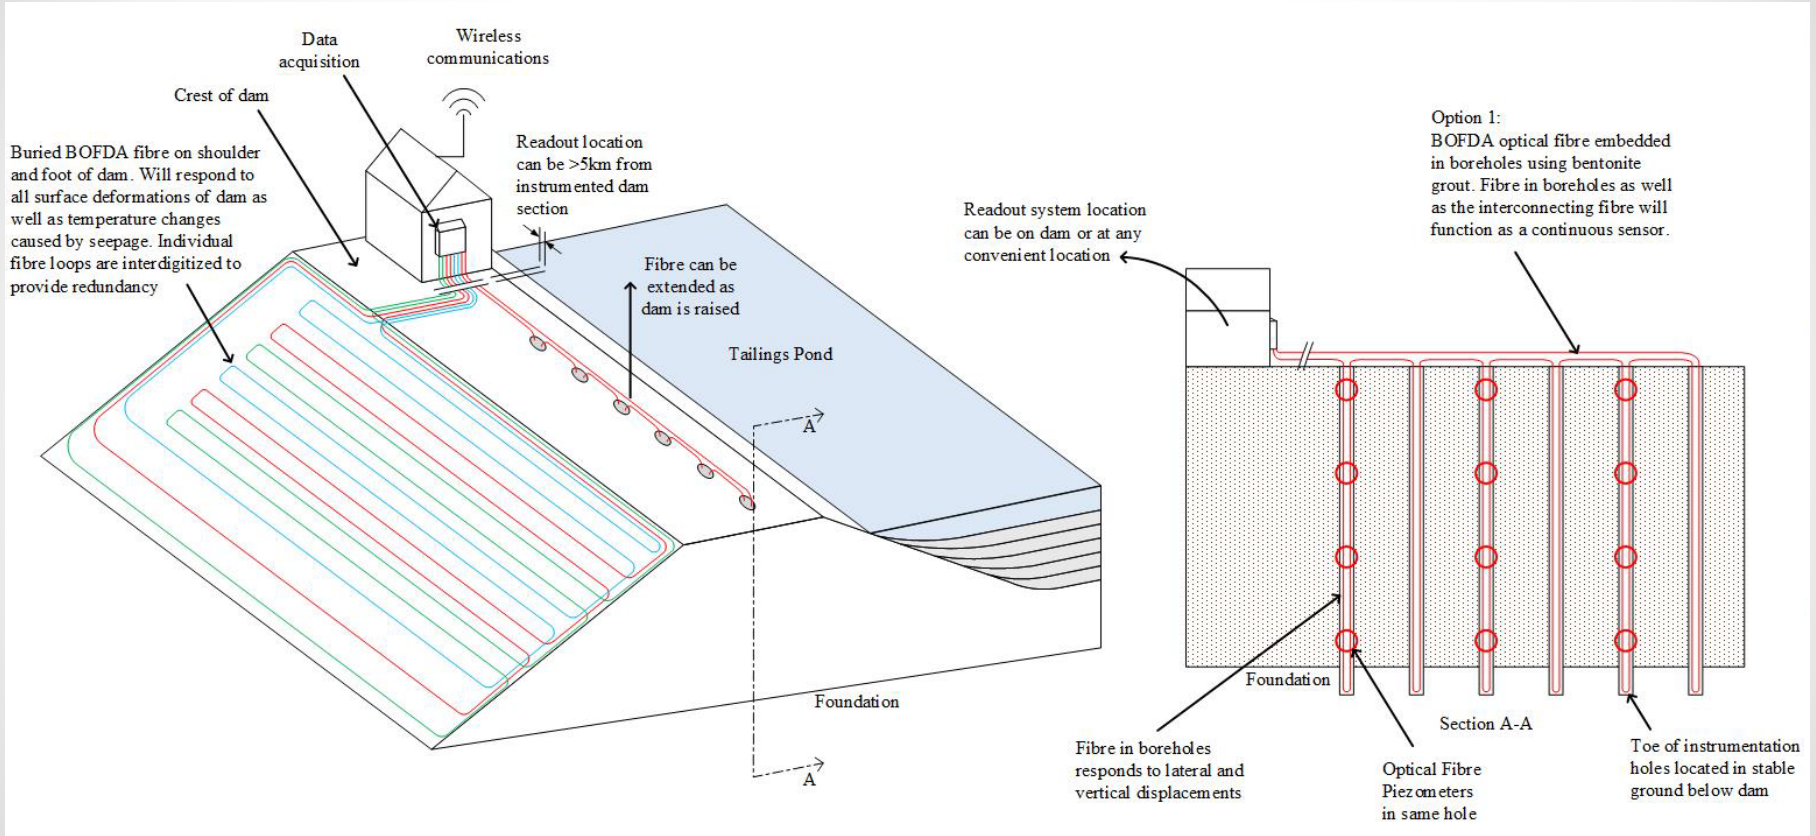 Data
acquisition
Wireless
communications
Crest of dam
Buried BOFDA fibre on shoulder
and foot of dam. Will respond to
all surface deformations of dam as
well as temperature changes
caused by seepage. Individual
fibre loops are interdigitized to
provide redundancy
Readout location
can be >5km from
instrumented dam
section
Fibre can be
extended as
dam is raised
Tailings Pond
A
Foundation
A
Readout system location
can be on dam or at any
convenient location
Option 1:
BOFDA optical fibre embedded
in boreholes using bentonite
grout. Fibre in boreholes as well
as the interconnecting fibre will
function as a continuous sensor.
Foundation
Section A-A
Fibre in boreholes
responds to lateral and
vertical displacements
Optical Fibre
Piezometers
in same hole
Toe of instrumentation
holes located in stable
ground below dam